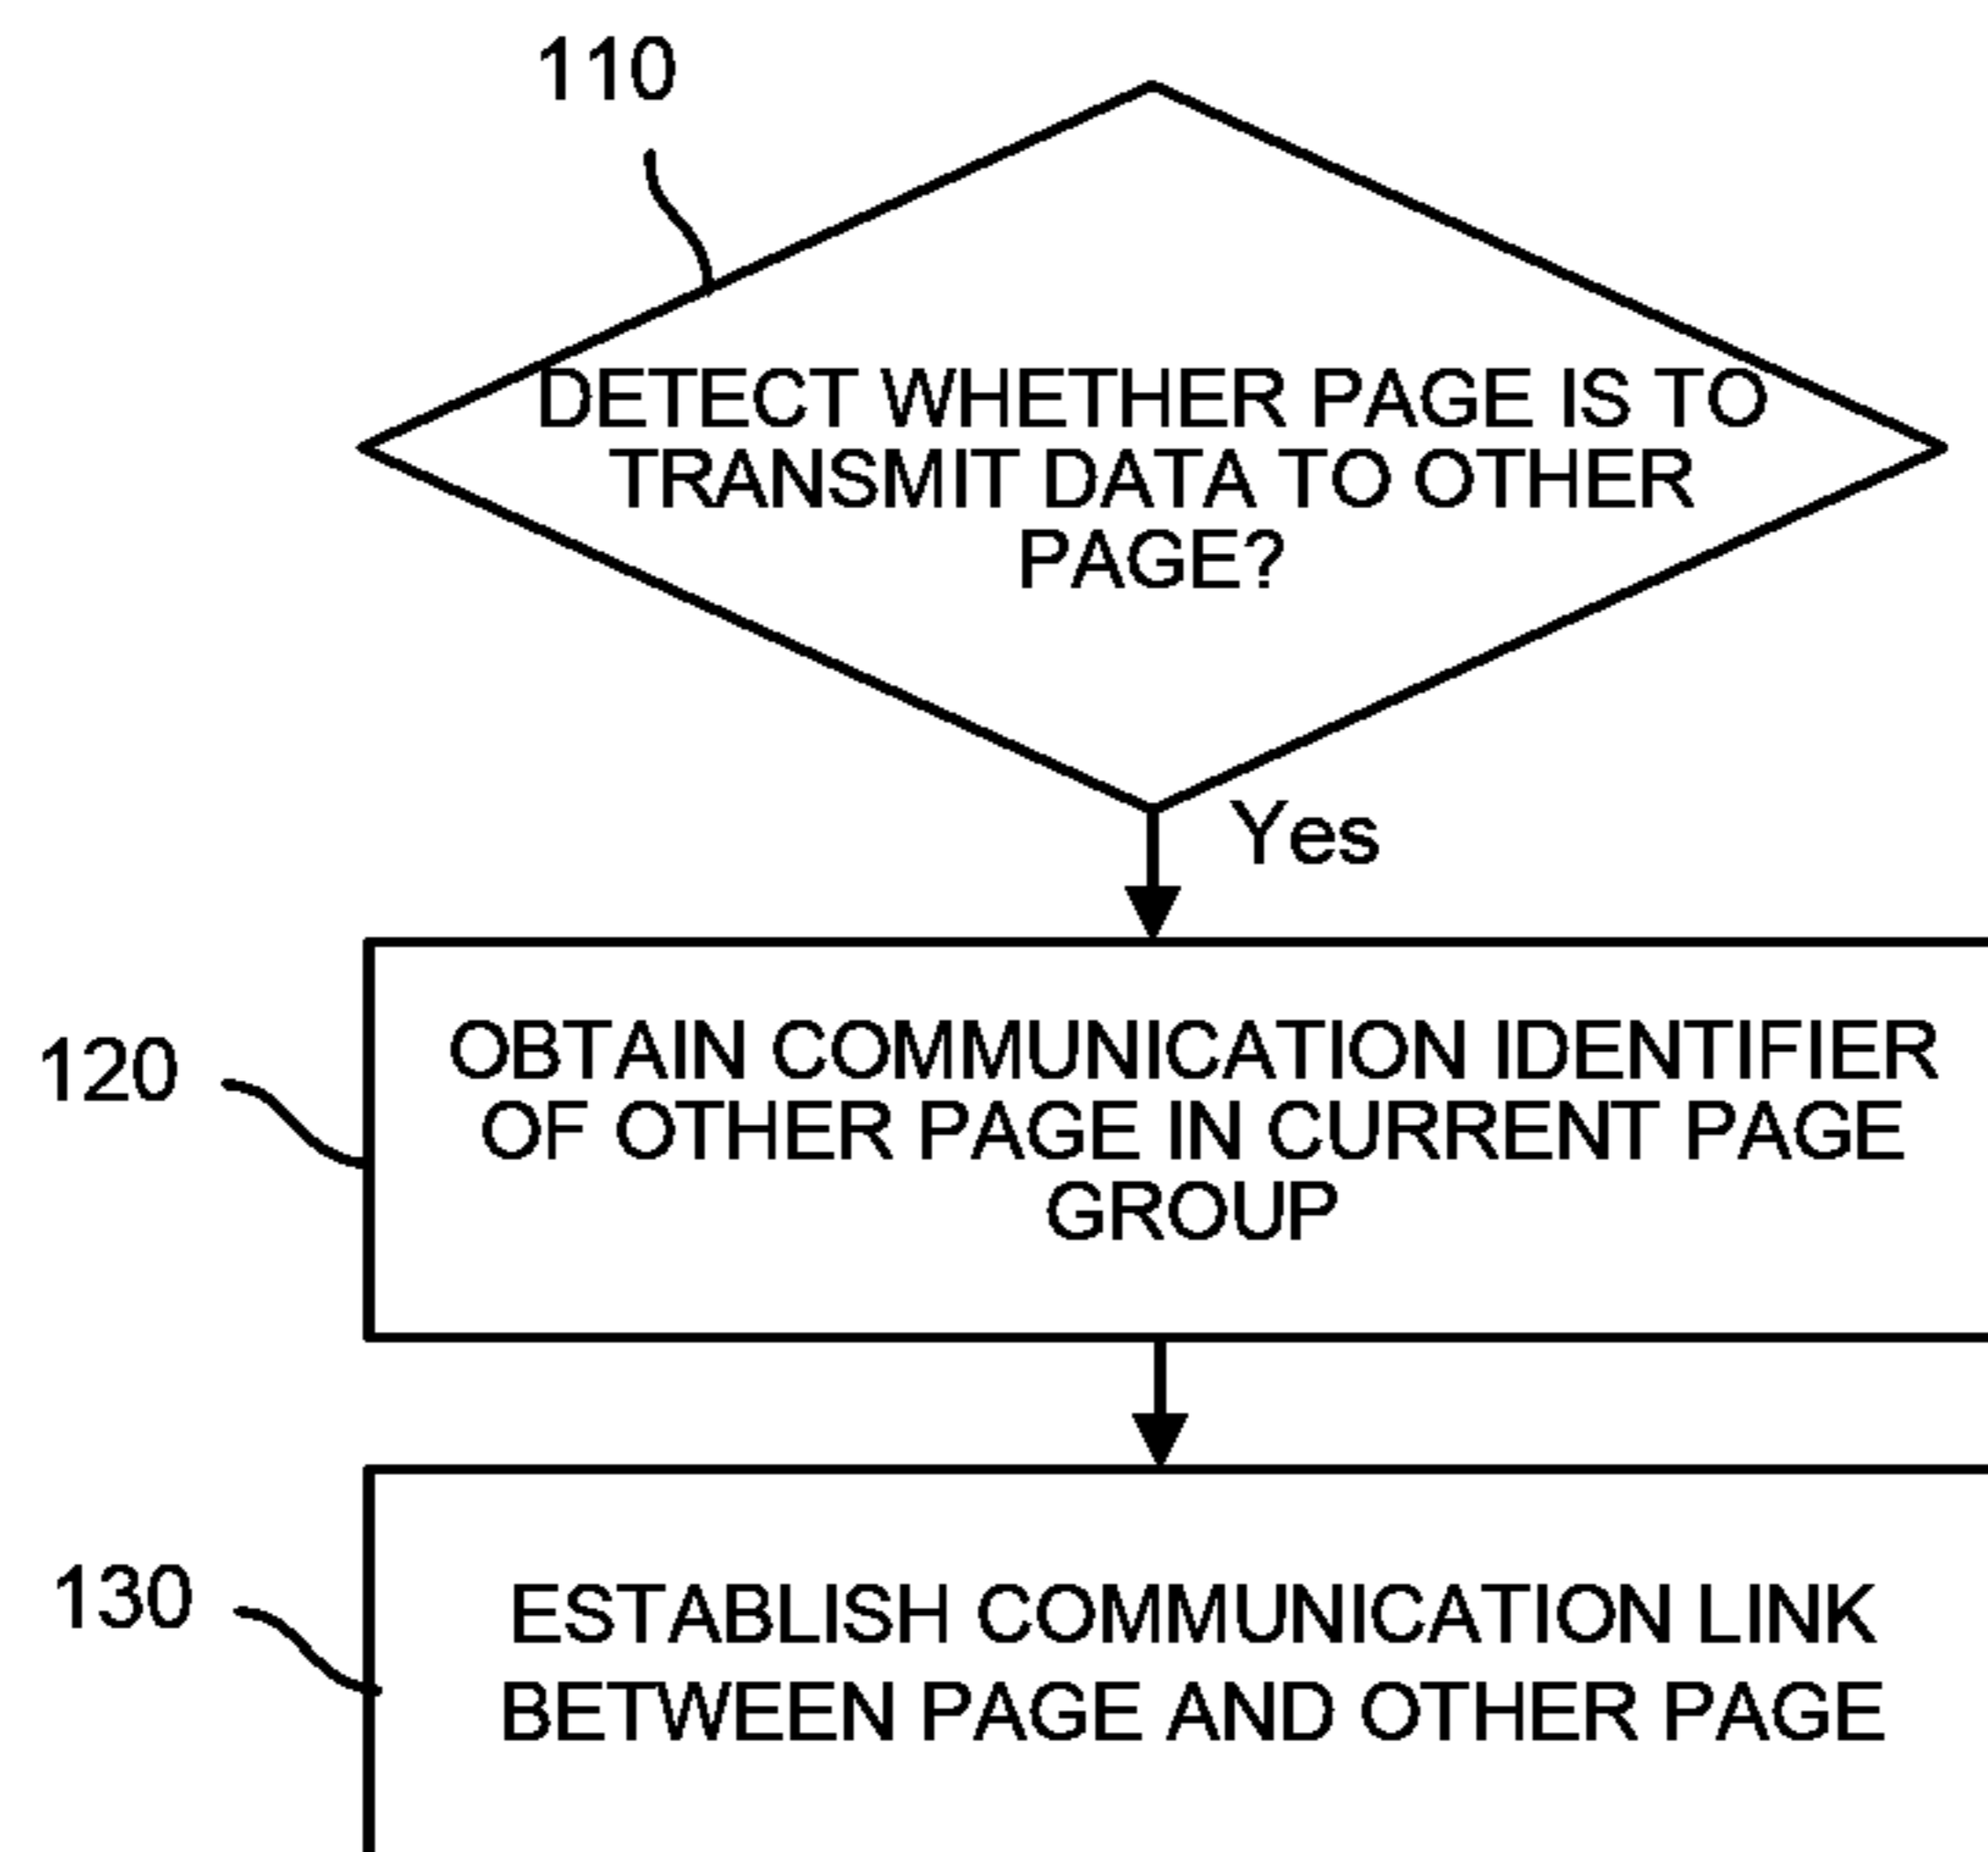 110
DETECT WHETHER PAGE IS TO
TRANSMIT DATA TO OTHER
PAGE?
Yes
120
OBTAIN COMMUNICATION IDENTIFIER
OF OTHER PAGE IN CURRENT PAGE
GROUP
130
ESTABLISH COMMUNICATION LINK
BETWEEN PAGE AND OTHER PAGE